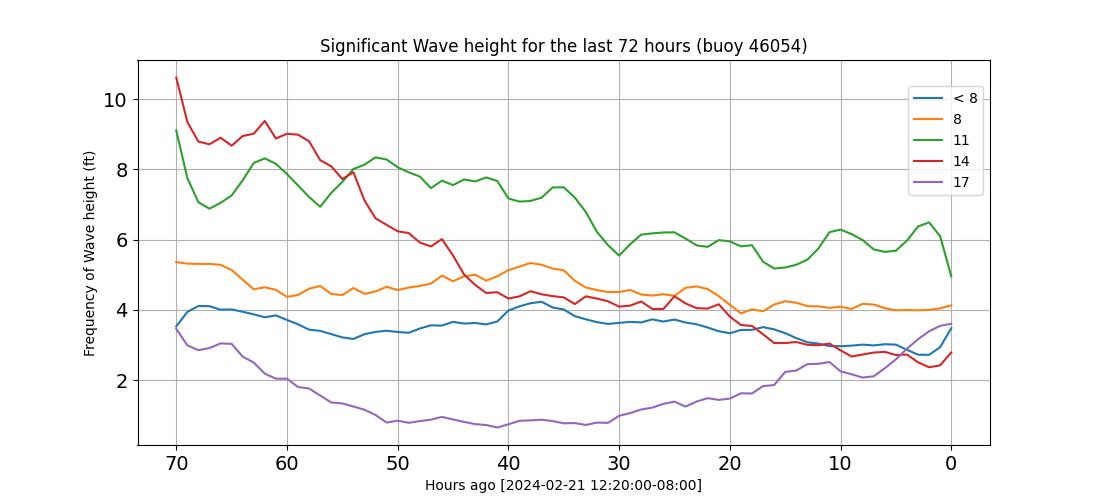 Significant Wave height for the last 72 hours (buoy 46054)
Frequency of Wave height (ft)
10
8
6
4
2
< 8
8
11
14
17
70 60 50 40 30 20 10 0
Hours ago [2024-02-21 12:20:00-08:00]